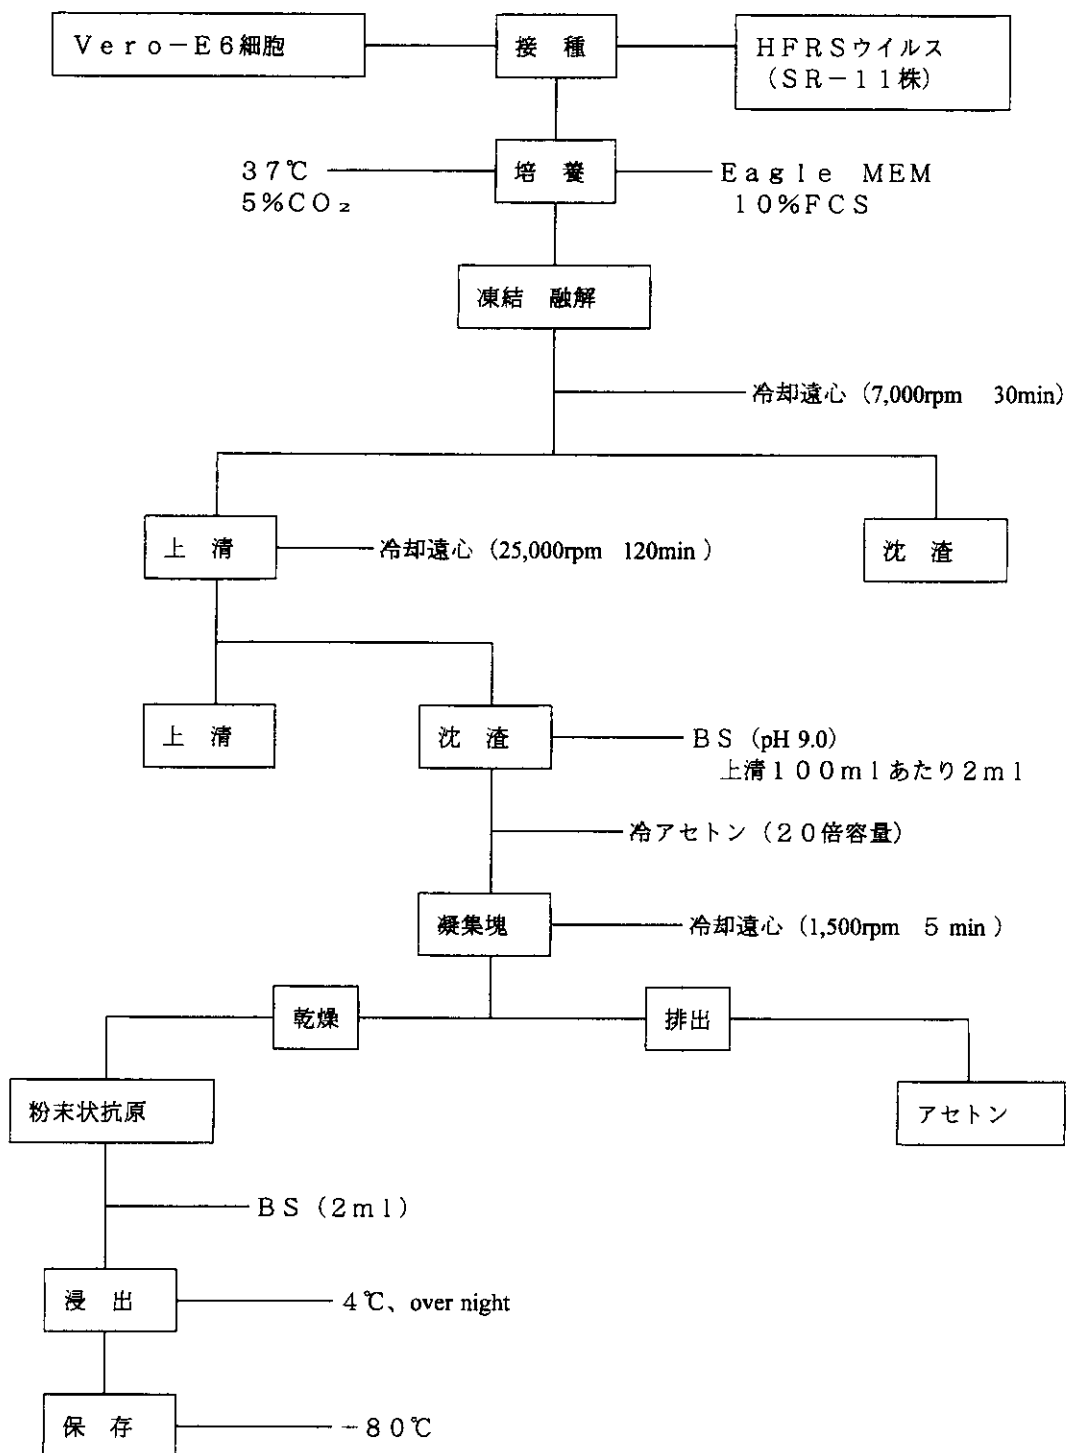 Vero-E6細胞
接 種
HFRSウイルス
(SR-11株)
37℃
5%CO₂
培 養
Eagle MEM
10%FCS
凍結 融解
冷却遠心 (7,000rpm 30min)
上 清
冷却遠心 (25,000rpm 120min )
沈 渣
上 清
沈 渣
BS (pH 9.0)
上清100mlあたり2ml
冷アセトン(20倍容量)
凝集塊
冷却遠心 (1,500rpm 5 min )
乾燥
排出
粉末状抗原
アセトン
BS(2ml)
浸 出
4℃、over night
保 存
-80℃